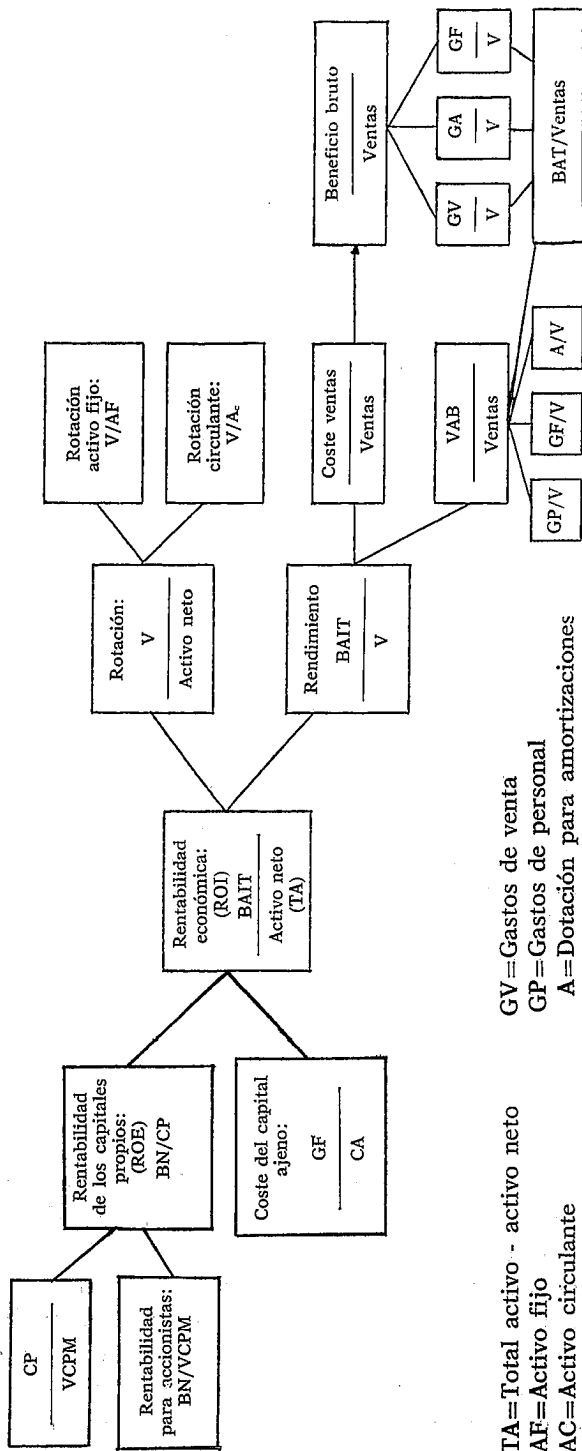 CP
VCPM
Rentabilidad
para accionistas:
BN/VCPM
Rentabilidad
de los capitales
propios:
(ROE)
BN/CP
Coste del capital
ajeno:
GF
CA
Rentabilidad
económica:
(ROI)
BAIT
Activo neto
(TA)
Rotación:
V
Activo neto
Rendimiento
BAIT
V
Rotación
activo fijo:
V/AF
Rotación
circulante:
V/Ac
Coste ventas
Ventas
VAB
Ventas
GP/V
GF/V
A/V
Beneficio bruto
Ventas
GV
V
GA
V
GF
V
BAT/Ventas
TA=Total activo - activo neto
AF=Activo fijo
AC=Activo circulante
GV=Gastos de venta
GP=Gastos de personal
A=Dotación para amortizaciones